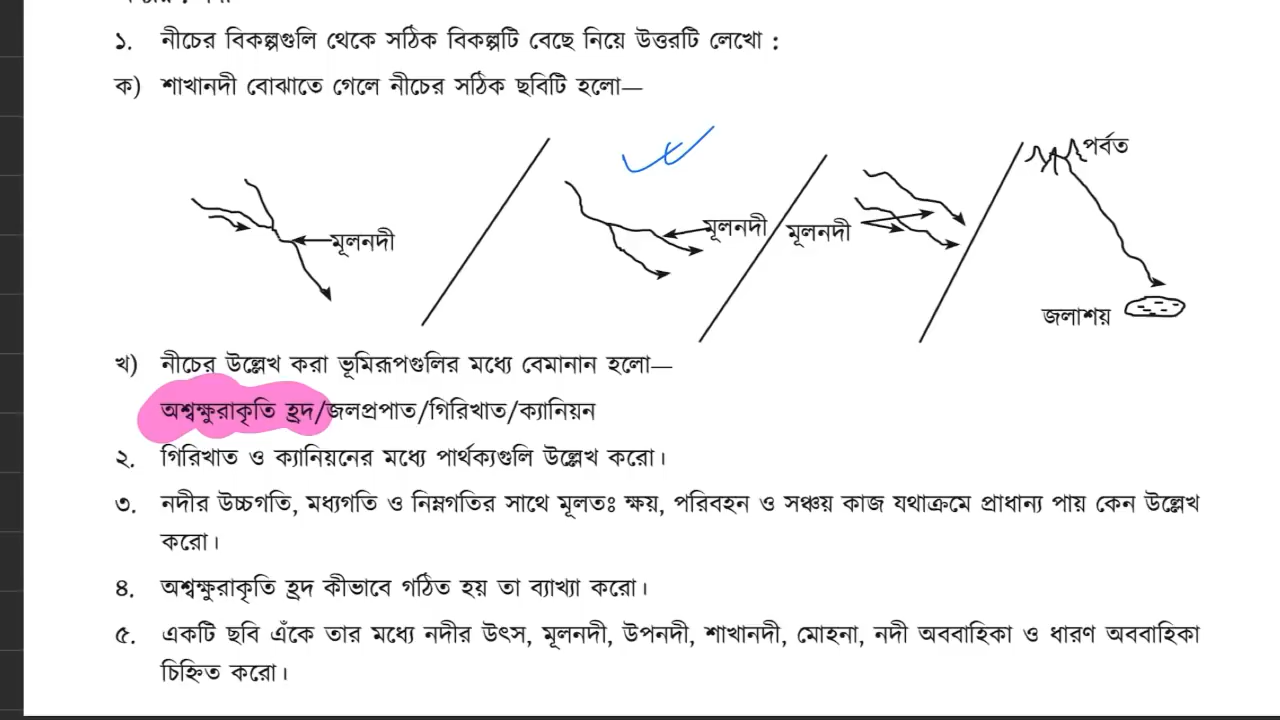 ১. নীচের বিকল্পগুলি থেকে সঠিক বিকল্পটি বেছে নিয়ে উত্তরটি লেখো :
ক) শাখানদী বোঝাতে গেলে নীচের সঠিক ছবিটি হলো—
পর্বত
মূলনদী
মূলনদী
মূলনদী
জলাশয়
খ) নীচের উল্লেখ করা ভূমিরূপগুলির মধ্যে বেমানান হলো—
অশ্বক্ষুরাকৃতি হ্রদ/জলপ্রপাত/গিরিখাত/ক্যানিয়ন
২. গিরিখাত ও ক্যানিয়নের মধ্যে পার্থক্যগুলি উল্লেখ করো।
৩. নদীর উচ্চগতি, মধ্যগতি ও নিম্নগতির সাথে মূলতঃ ক্ষয়, পরিবহন ও সঞ্চয় কাজ যথাক্রমে প্রাধান্য পায় কেন উল্লেখ
করো।
৪. অশ্বক্ষুরাকৃতি হ্রদ কীভাবে গঠিত হয় তা ব্যাখ্যা করো।
৫. একটি ছবি এঁকে তার মধ্যে নদীর উৎস, মূলনদী, উপনদী, শাখানদী, মোহনা, নদী অববাহিকা ও ধারণ অববাহিকা
চিহ্নিত করো।